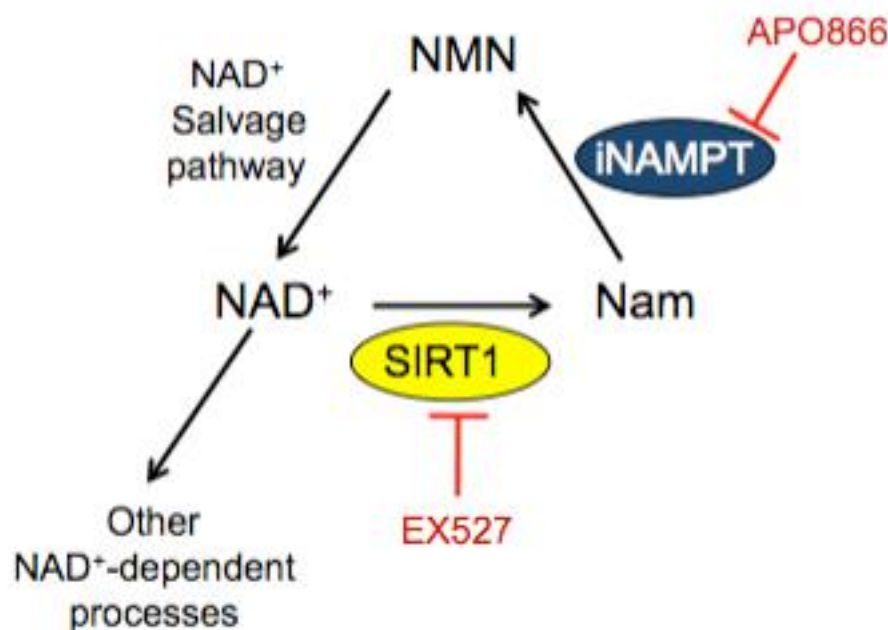 APO866
NMN
NAD⁺
Salvage
pathway
iNAMPT
NAD⁺
Nam
SIRT1
EX527
Other
NAD⁺-dependent
processes